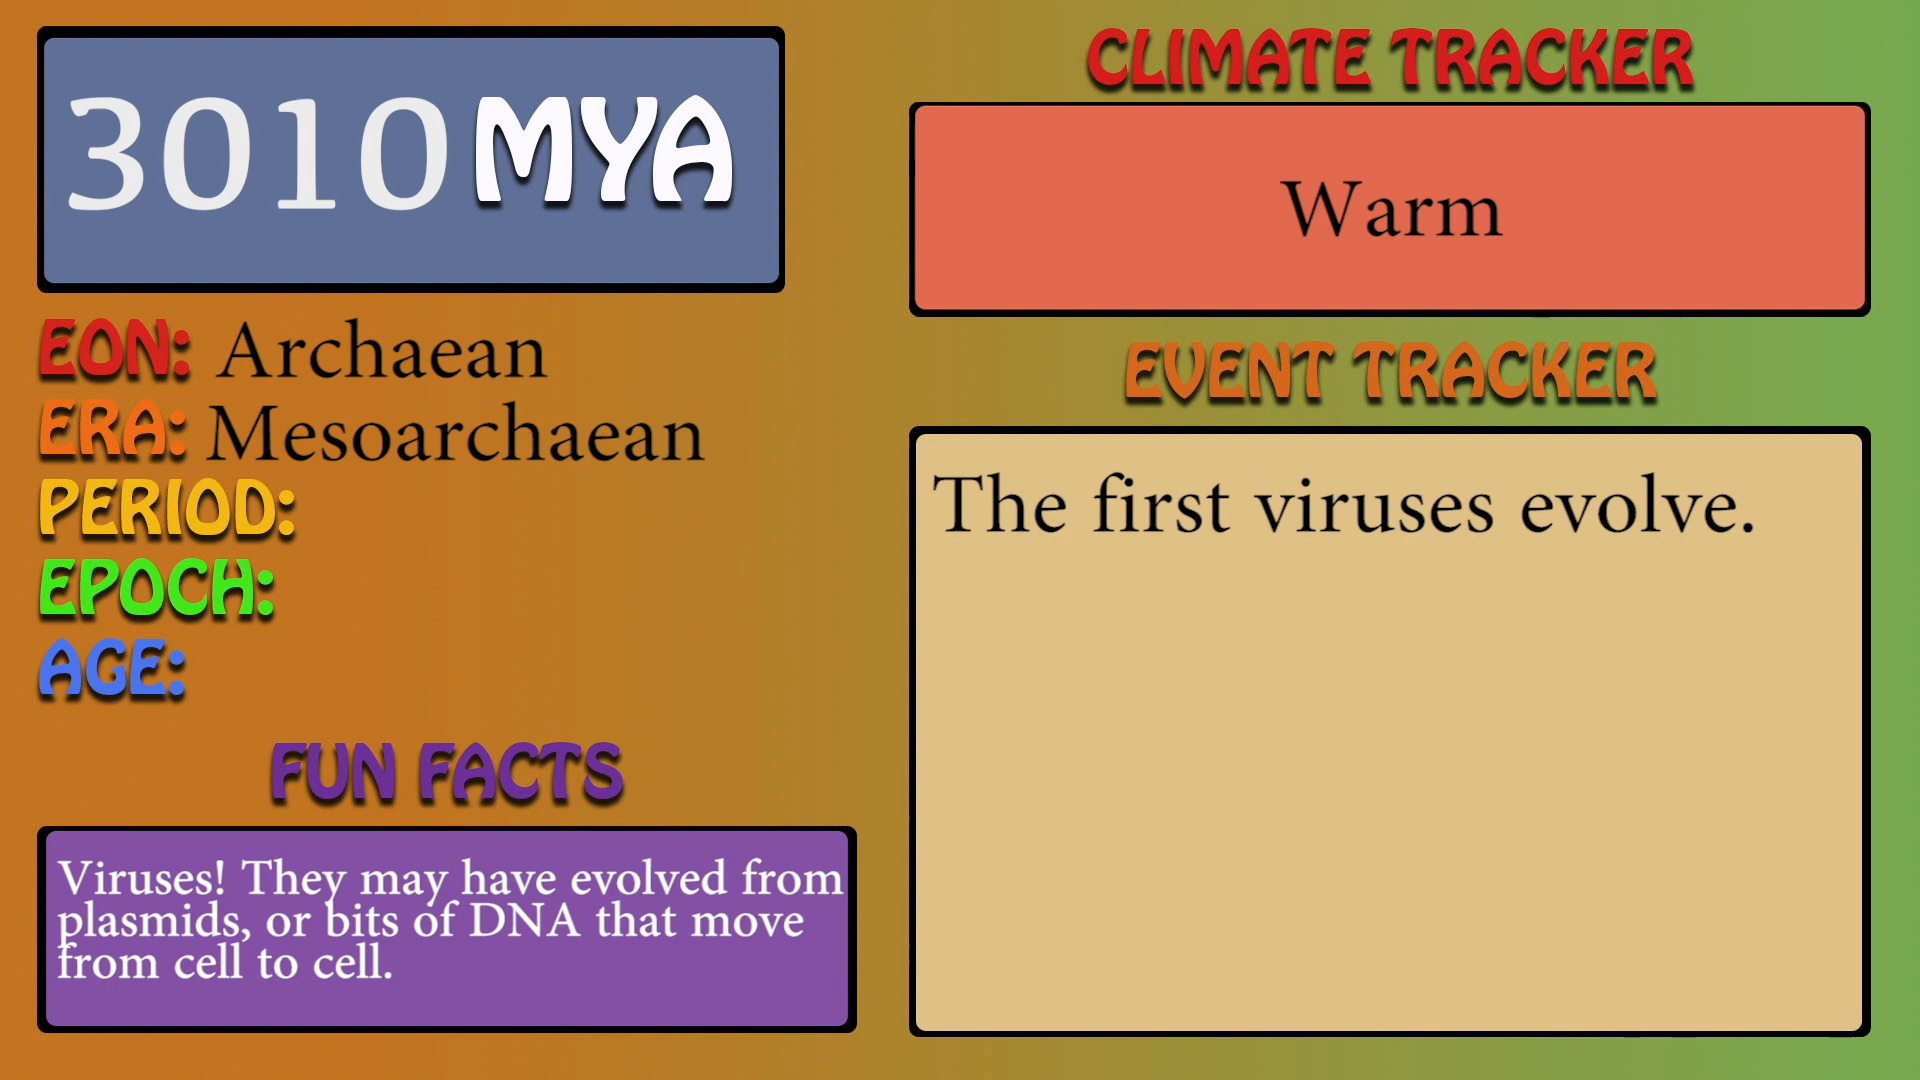 3010 MYA
EON: Archaean
ERA: Mesoarchaean
PERIOD:
EPOCH:
AGE:
FUN FACTS
Viruses! They may have evolved from
plasmids, or bits of DNA that move
from cell to cell.
CLIMATE TRACKER
Warm
EVENT TRACKER
The first viruses evolve.